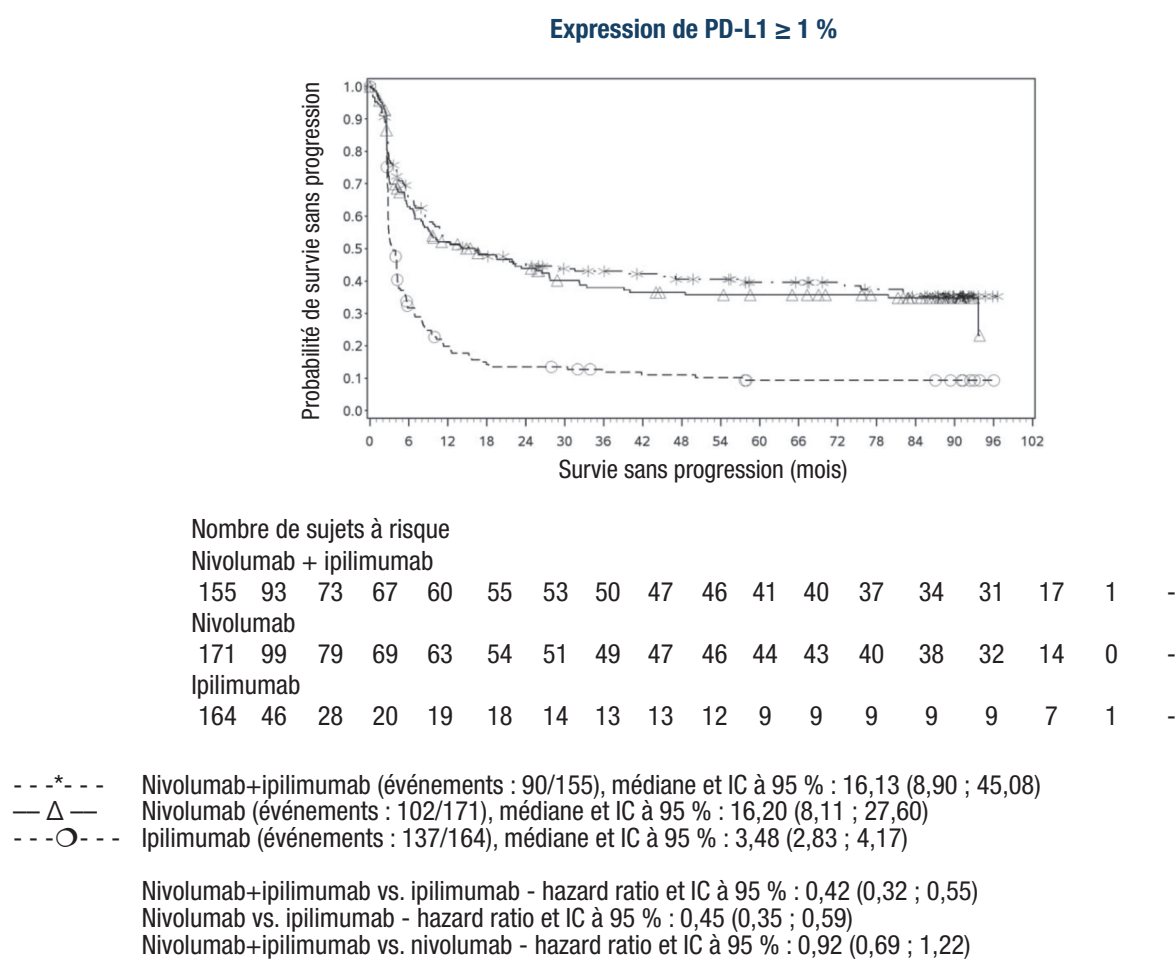 Expression de PD-L1 ≥ 1 %
Probabilité de survie sans progression
1.0
0.9
0.8
0.7
0.6
0.5
0.4
0.3
0.2
0.1
0.0
0 6 12 18 24 30 36 42 48 54 60 66 72 78 84 90 96 102
Survie sans progression (mois)
Nombre de sujets à risque
Nivolumab + ipilimumab
155 93 73 67 60 55 53 50 47 46 41 40 37 34 31 17 1 -
Nivolumab
171 99 79 69 63 54 51 49 47 46 44 43 40 38 32 14 0 -
Ipilimumab
164 46 28 20 19 18 14 13 13 12 9 9 9 9 9 7 1 -
- - -*- - - Nivolumab+ipilimumab (événements : 90/155), médiane et IC à 95 % : 16,13 (8,90 ; 45,08)
— Δ — Nivolumab (événements : 102/171), médiane et IC à 95 % : 16,20 (8,11 ; 27,60)
- - -❍- - - Ipilimumab (événements : 137/164), médiane et IC à 95 % : 3,48 (2,83 ; 4,17)
Nivolumab+ipilimumab vs. ipilimumab - hazard ratio et IC à 95 % : 0,42 (0,32 ; 0,55)
Nivolumab vs. ipilimumab - hazard ratio et IC à 95 % : 0,45 (0,35 ; 0,59)
Nivolumab+ipilimumab vs. nivolumab - hazard ratio et IC à 95 % : 0,92 (0,69 ; 1,22)